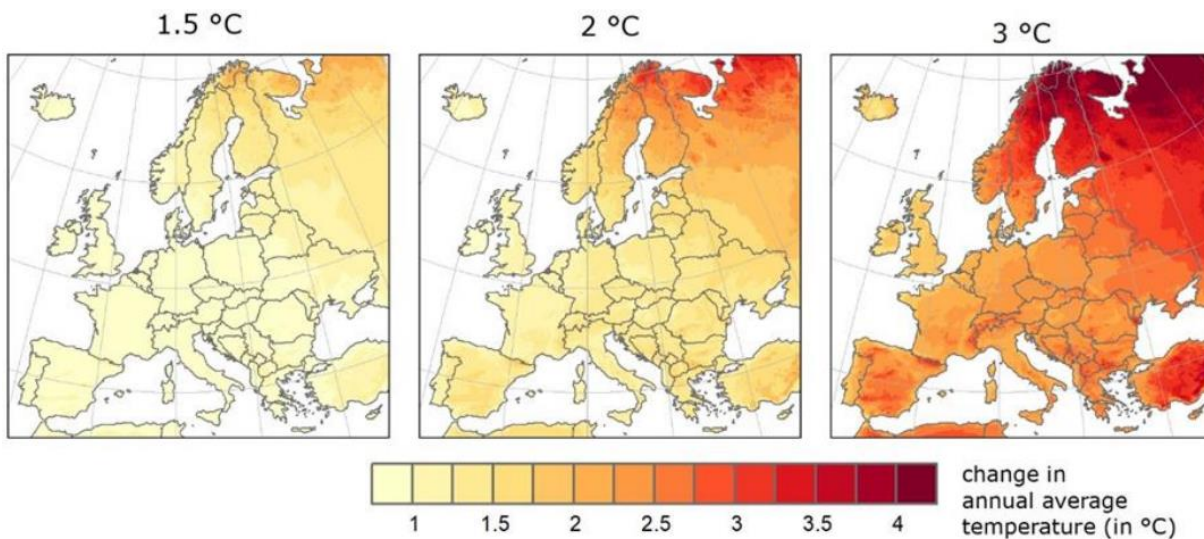 1.5 °C
2 °C
3 °C
1 1.5 2 2.5 3 3.5 4
change in
annual average
temperature (in °C)